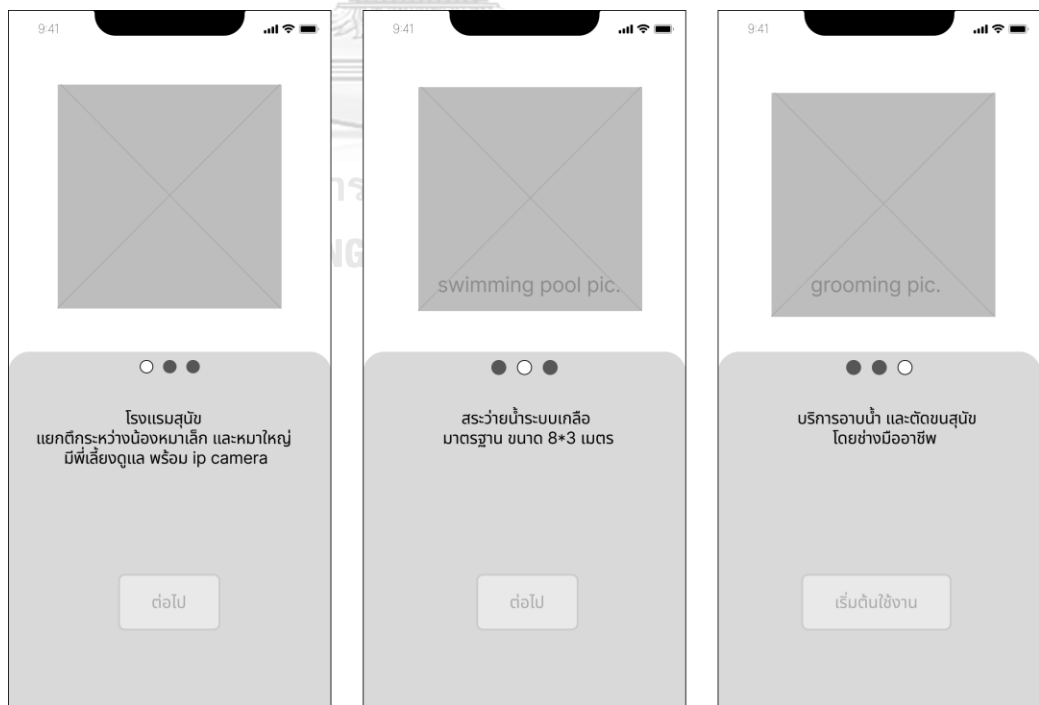 9:41
โรงแรมสุนัข
แยกตึกระหว่างน้องหมาเล็ก และหมาใหญ่
มีพี่เลี้ยงดูแล พร้อม ip camera
ต่อไป
9:41
swimming pool pic.
สระว่ายน้ำระบบเกลือ
มาตรฐาน ขนาด 8*3 เมตร
ต่อไป
9:41
grooming pic.
บริการอาบน้ำ และตัดขนสุนัข
โดยช่างมืออาชีพ
เริ่มต้นใช้งาน